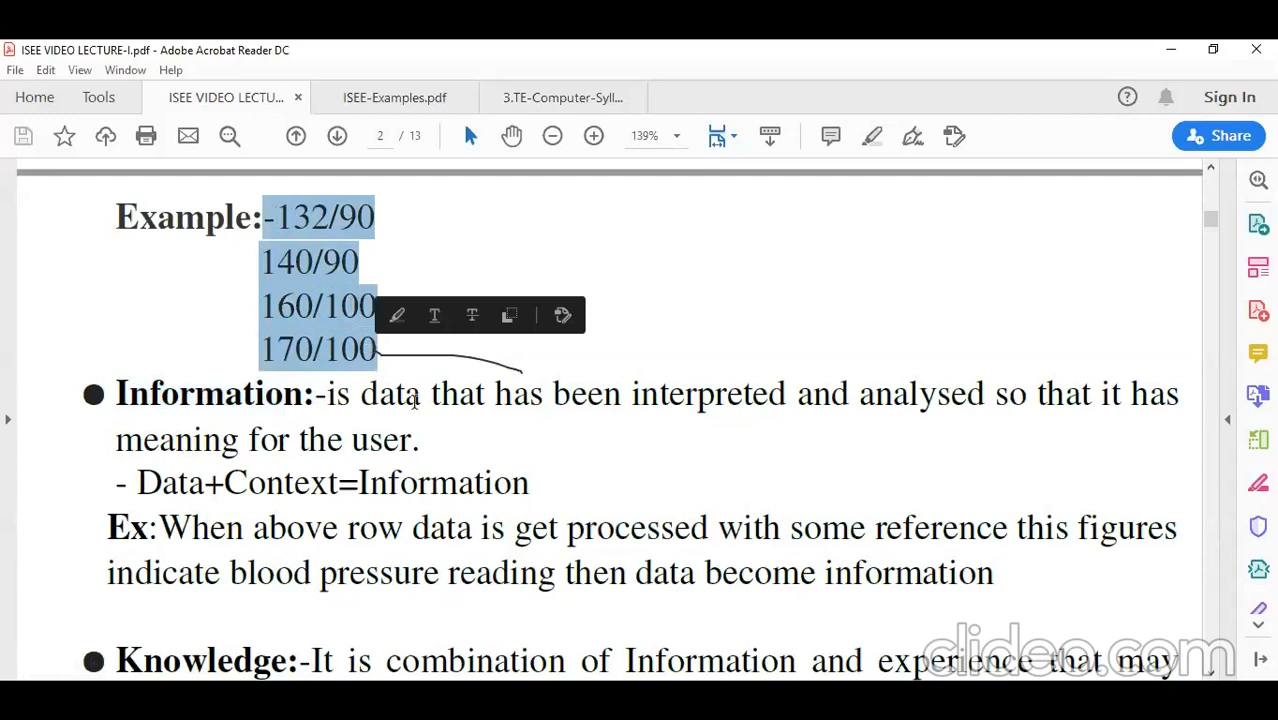 ISEE VIDEO LECTURE-I.pdf - Adobe Acrobat Reader DC
File Edit View Window Help
Home Tools ISEE VIDEO LECTU... × ISEE-Examples.pdf 3.TE-Computer-Syll... Sign In
2 / 13 139% Share
Example:-132/90
140/90
160/100
170/100
● Information:-is data that has been interpreted and analysed so that it has
meaning for the user.
- Data+Context=Information
Ex:When above row data is get processed with some reference this figures
indicate blood pressure reading then data become information
● Knowledge:-It is combination of Information and experience that may
clideo.com